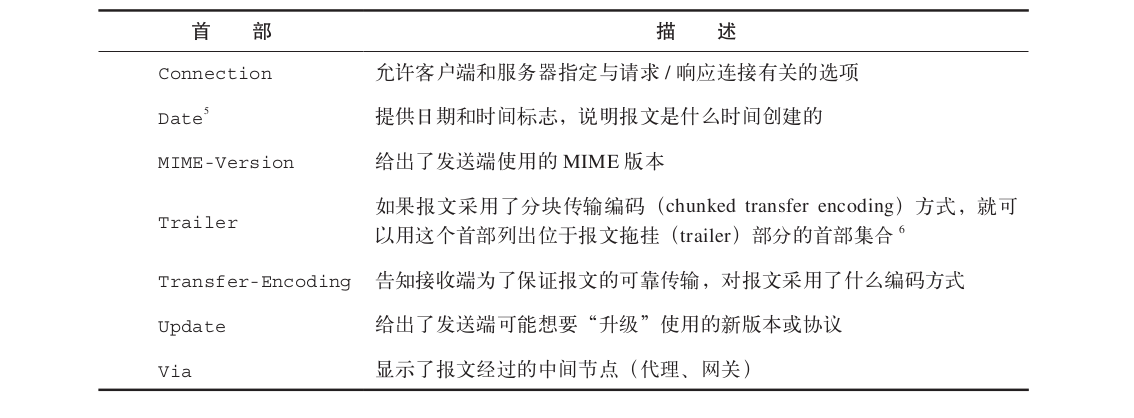 首 部 描 述
Connection 允许客户端和服务器指定与请求 / 响应连接有关的选项
Date5 提供日期和时间标志，说明报文是什么时间创建的
MIME-Version 给出了发送端使用的 MIME 版本
Trailer 如果报文采用了分块传输编码（chunked transfer encoding）方式，就可
以用这个首部列出位于报文拖挂（trailer）部分的首部集合 6
Transfer-Encoding 告知接收端为了保证报文的可靠传输，对报文采用了什么编码方式
Update 给出了发送端可能想要“升级”使用的新版本或协议
Via 显示了报文经过的中间节点（代理、网关）